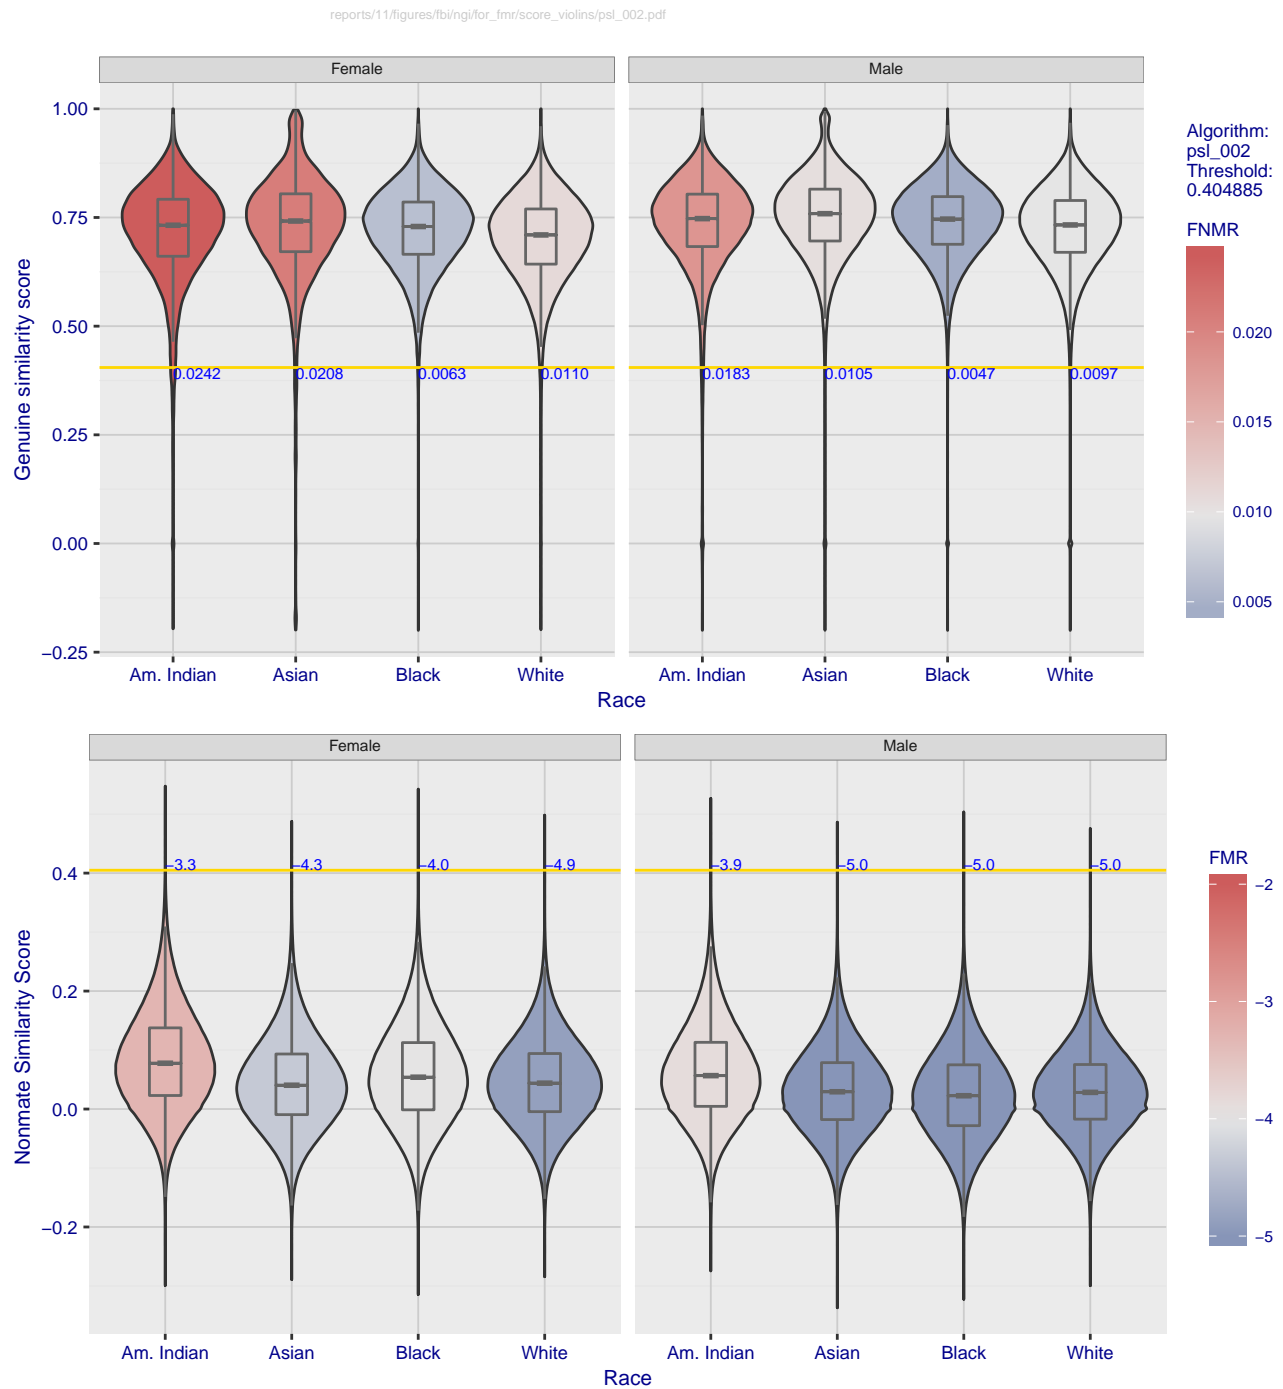 reports/11/figures/fbi/ngi/for_fmr/score_violins/psl_002.pdf
Female
Male
Genuine similarity score
1.00
0.75
0.50
0.25
0.00
−0.25
0.0242
0.0208
0.0063
0.0110
0.0183
0.0105
0.0047
0.0097
Am. Indian
Asian
Black
White
Am. Indian
Asian
Black
White
Race
Algorithm:
psl_002
Threshold:
0.404885
FNMR
0.020
0.015
0.010
0.005
Female
Male
Nonmate Similarity Score
0.4
0.2
0.0
−0.2
−3.3
−4.3
−4.0
−4.9
−3.9
−5.0
−5.0
−5.0
Am. Indian
Asian
Black
White
Am. Indian
Asian
Black
White
Race
FMR
−2
−3
−4
−5